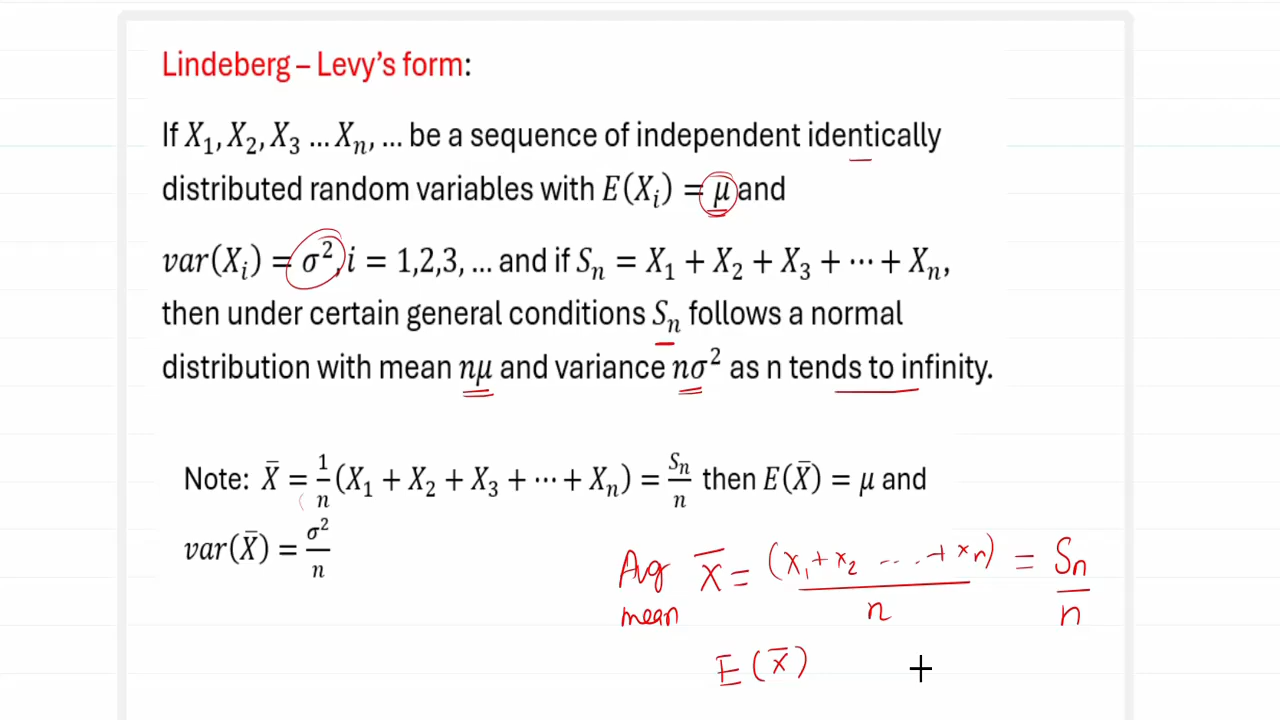 Lindeberg – Levy's form:
If X₁, X₂, X₃ … Xₙ, … be a sequence of independent identically
distributed random variables with E(Xᵢ) = μ and
var(Xᵢ) = σ², i = 1,2,3, … and if Sₙ = X₁ + X₂ + X₃ + ⋯ + Xₙ,
then under certain general conditions Sₙ follows a normal
distribution with mean nμ and variance nσ² as n tends to infinity.
Note: X̄ = 1/n (X₁ + X₂ + X₃ + ⋯ + Xₙ) = Sₙ/n then E(X̄) = μ and
var(X̄) = σ²/n
Avg mean x̄ = (x₁ + x₂ ... . + xₙ)/n = Sₙ/n
E(x̄)